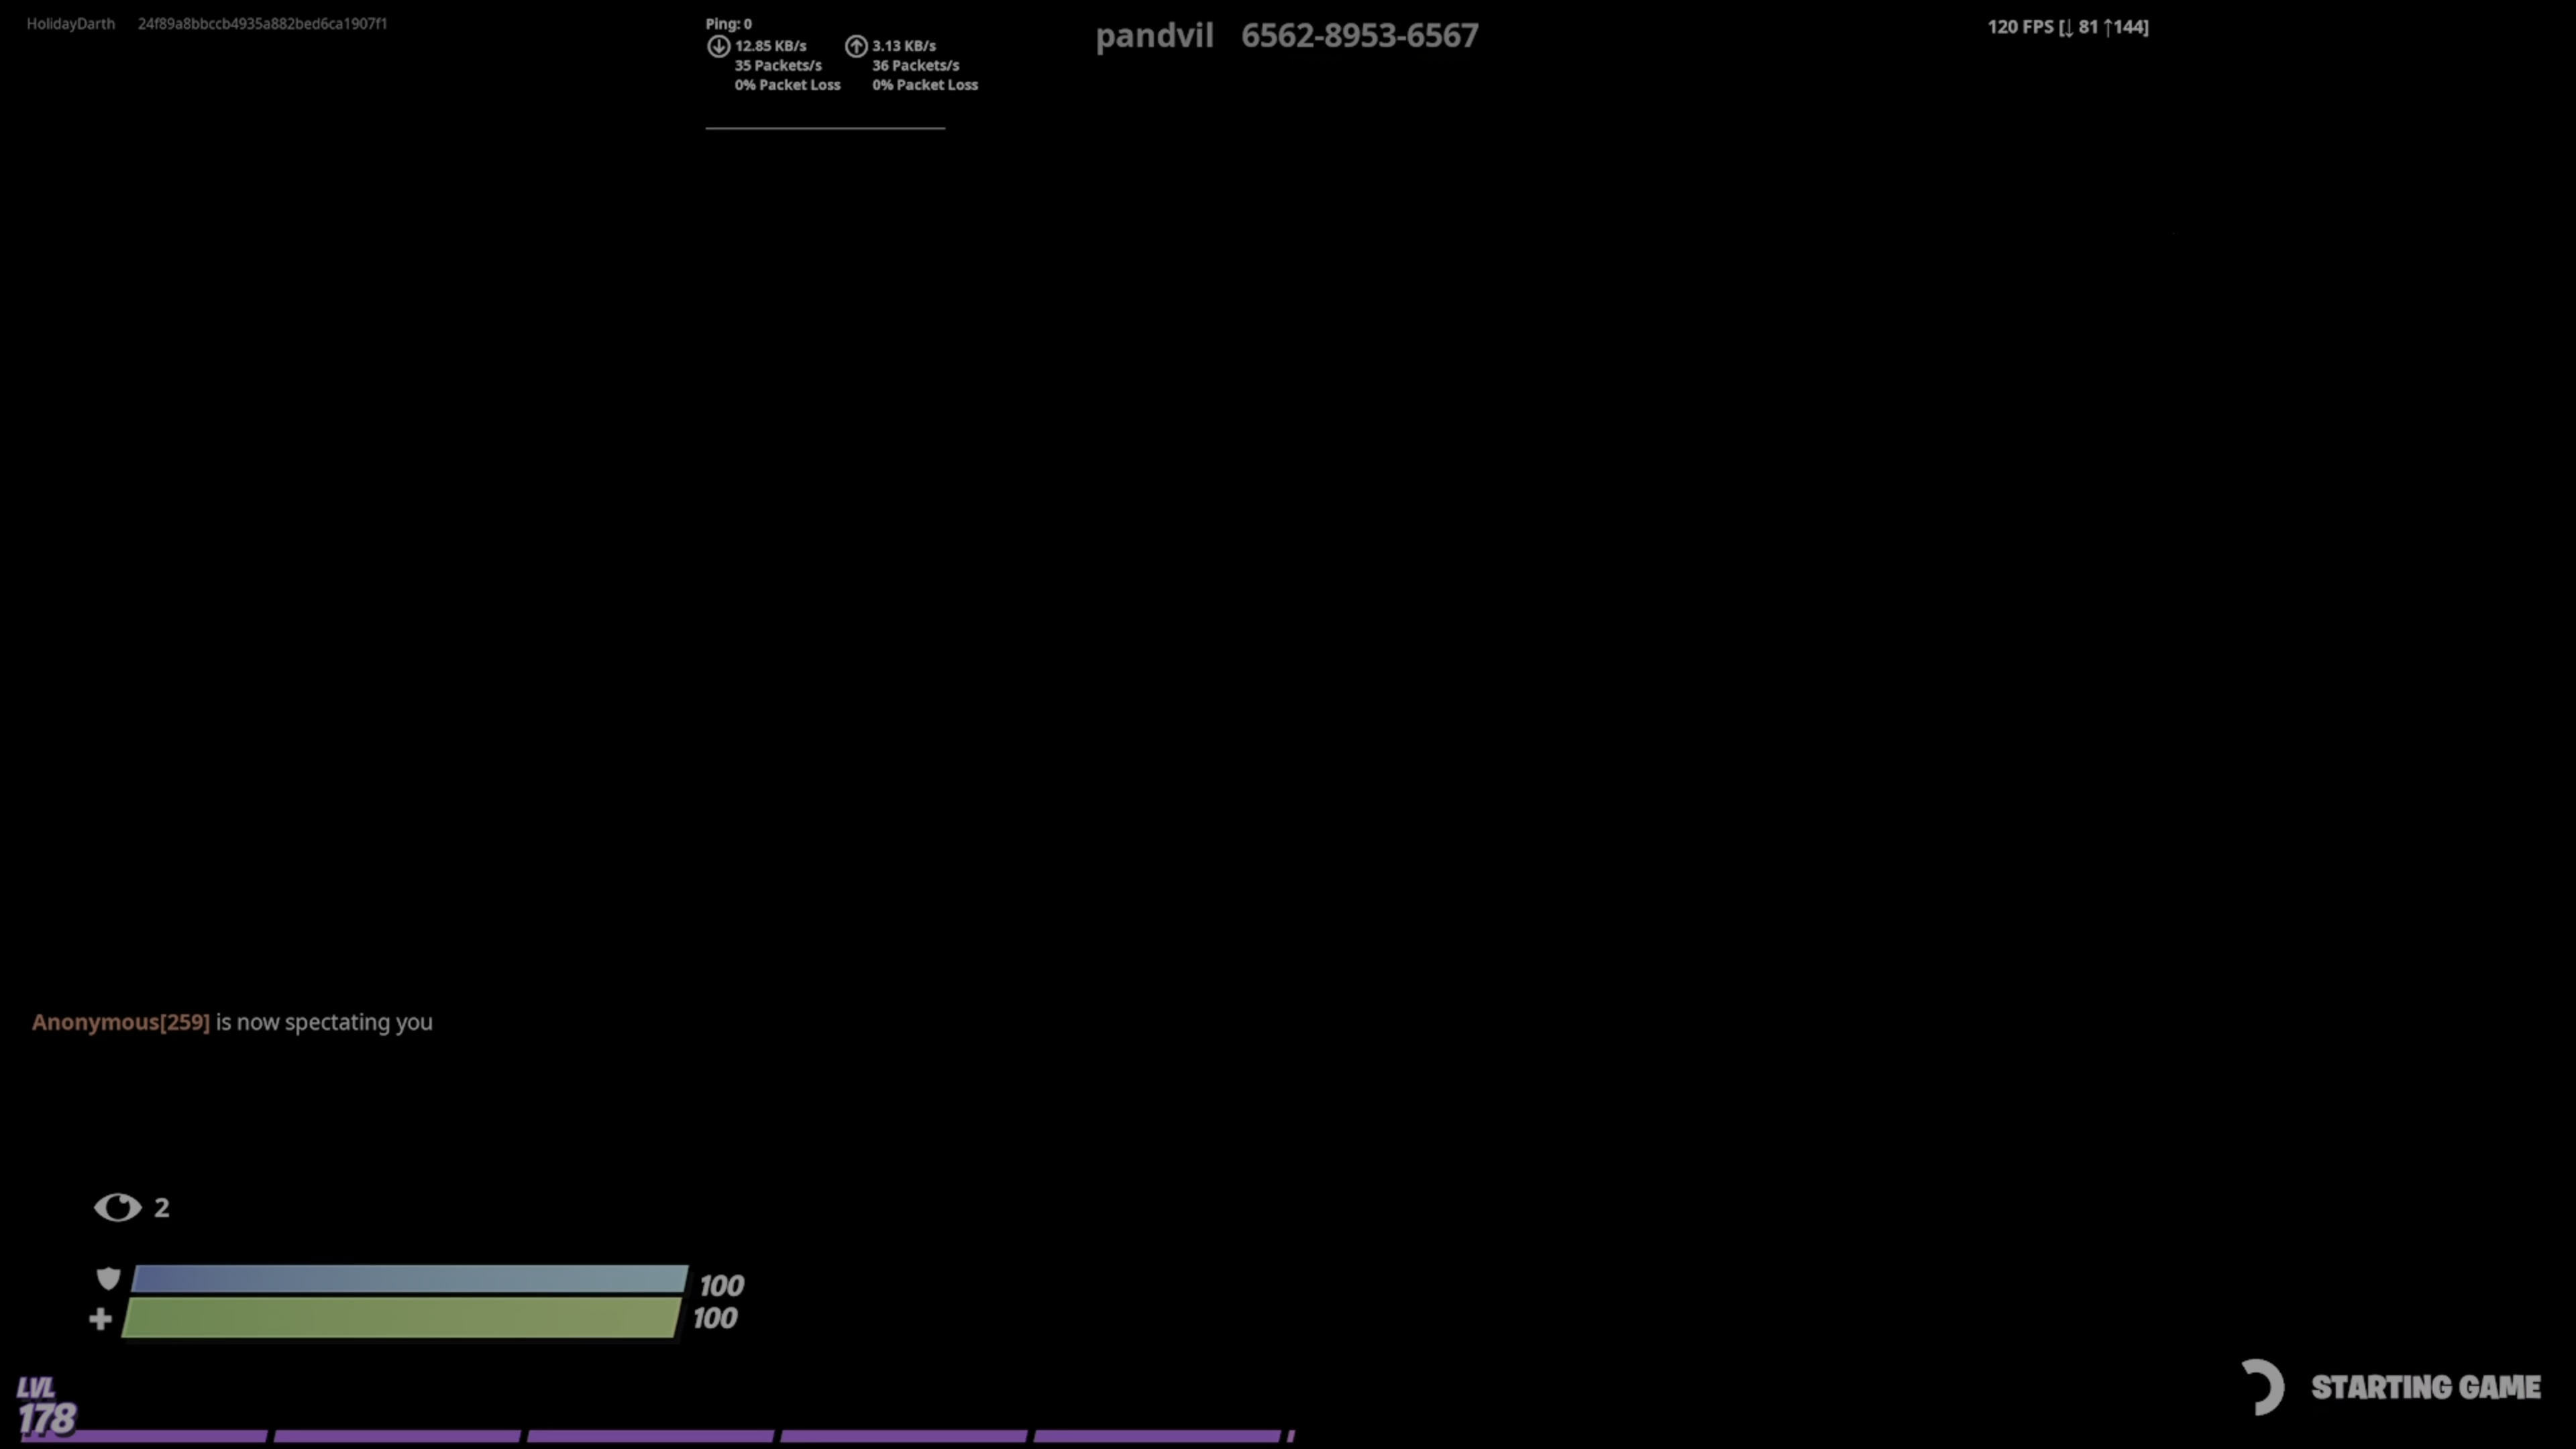 HolidayDarth 24f89a8bbccb4935a882bed6ca1907f1
Ping: 0
12.85 KB/s 3.13 KB/s
35 Packets/s 36 Packets/s
0% Packet Loss 0% Packet Loss
pandvil 6562-8953-6567
120 FPS [↓ 81 ↑144]
Anonymous[259] is now spectating you
2
100
100
LVL
178
STARTING GAME